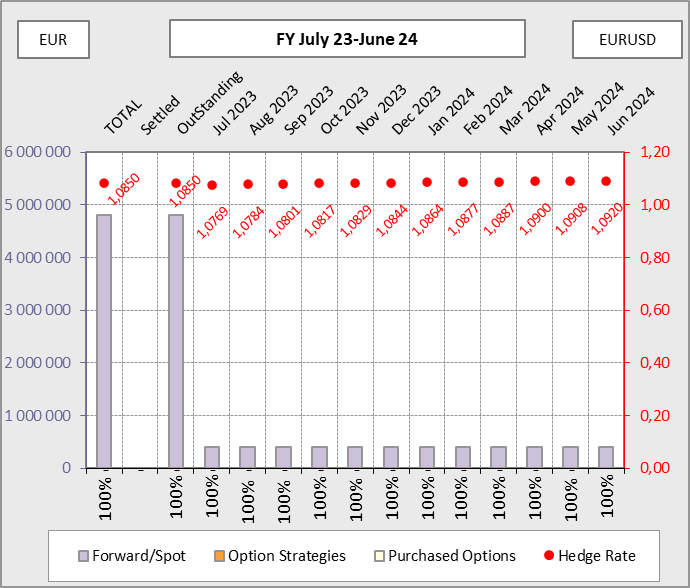 EUR
FY July 23-June 24
EURUSD
TOTAL
Settled
OutStanding
Jul 2023
Aug 2023
Sep 2023
Oct 2023
Nov 2023
Dec 2023
Jan 2024
Feb 2024
Mar 2024
Apr 2024
May 2024
Jun 2024
6 000 000
5 000 000
4 000 000
3 000 000
2 000 000
1 000 000
0
1,20
1,00
0,80
0,60
0,40
0,20
0,00
1,0850
1,0850
1,0769
1,0784
1,0801
1,0817
1,0829
1,0844
1,0864
1,0877
1,0887
1,0900
1,0908
1,0920
100%
100%
100%
100%
100%
100%
100%
100%
100%
100%
100%
100%
100%
100%
Forward/Spot
Option Strategies
Purchased Options
Hedge Rate